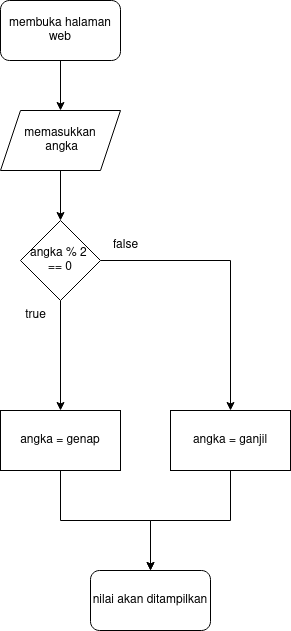 membuka halaman
web
memasukkan
angka
angka % 2
== 0
false
true
angka = genap
angka = ganjil
nilai akan ditampilkan